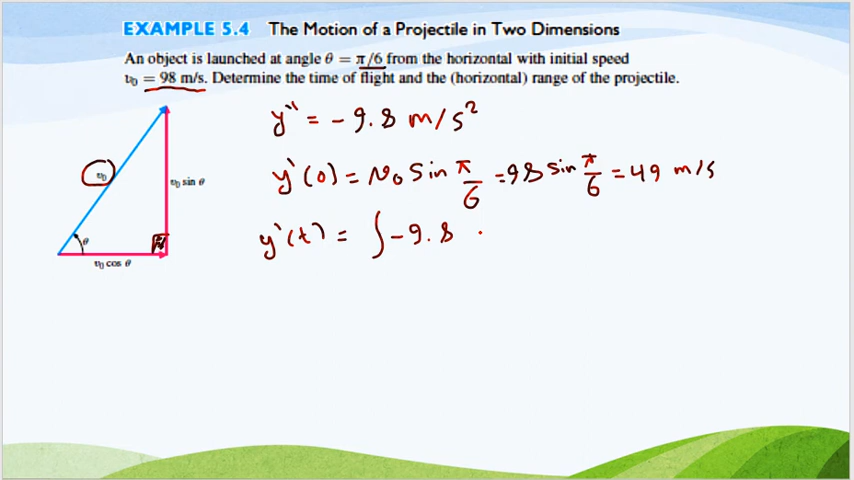 EXAMPLE 5.4 The Motion of a Projectile in Two Dimensions
An object is launched at angle θ = π/6 from the horizontal with initial speed
v₀ = 98 m/s. Determine the time of flight and the (horizontal) range of the projectile.
y'' = -9.8 m/s²
v₀
v₀ sin θ
y'(0) = v₀ sin π/6 = 98 sin π/6 = 49 m/s
θ
y'(t) = ∫ -9.8
v₀ cos θ